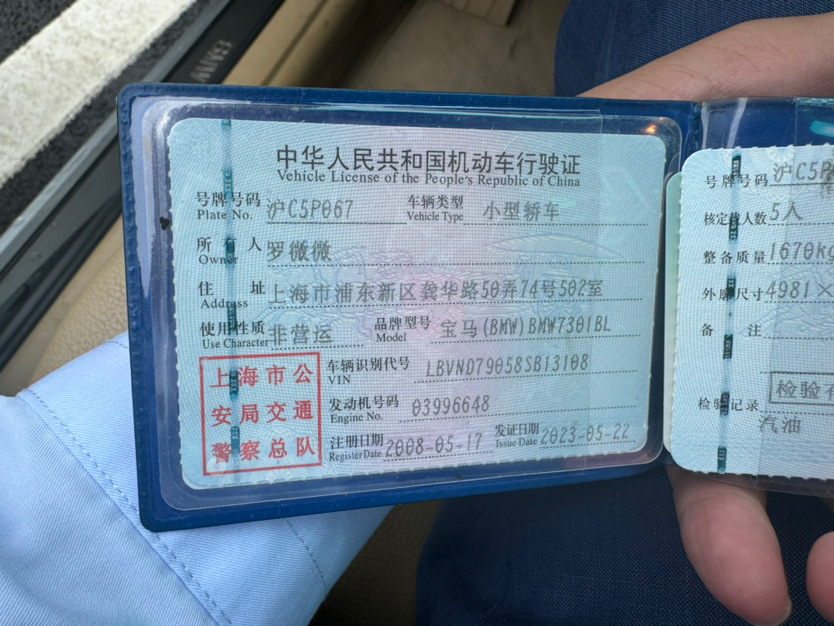 BMW
中华人民共和国机动车行驶证
Vehicle License of the People's Republic of China
号牌号码 沪C5P067 车辆类型 小型轿车
Plate No. Vehicle Type
所有人 罗微微
Owner
住址 上海市浦东新区龚华路50弄74号502室
Address
使用性质 非营运 品牌型号 宝马(BMW)BMW7301BL
Use Character Model
上海市公
安局交通
警察总队
车辆识别代号 LBVND79058SB13108
VIN
发动机号码 03996648
Engine No.
注册日期 2008-05-17 发证日期 2023-05-22
Register Date Issue Date
号牌号码 沪C5P
核定载人数 5人
整备质量 1670kg
外廓尺寸 4981×
备注
检验记录 检验有
汽油